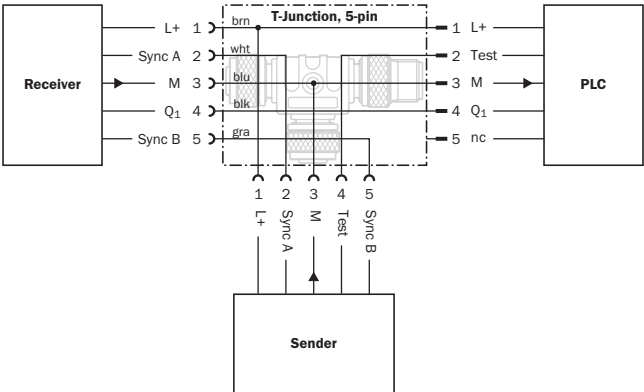 T-Junction, 5-pin
L+ 1 brn 1 L+
Sync A 2 wht 2 Test
Receiver M 3 blu 3 M PLC
Q1 4 blk 4 Q1
Sync B 5 gra 5 nc
1 2 3 4 5
L+ Sync A M Test Sync B
Sender